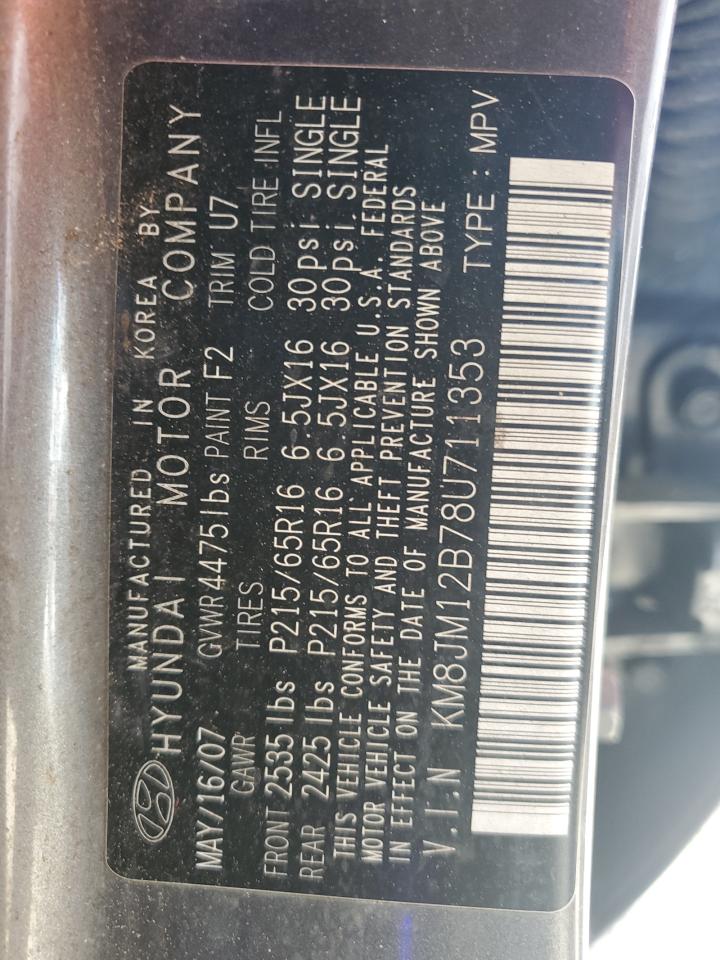 MANUFACTURED IN KOREA BY
HYUNDAI MOTOR COMPANY
MAY/16/07 GVWR 4475 lbs PAINT F2 TRIM U7
GAWR TIRES RIMS COLD TIRE INFL
FRONT 2535 lbs P215/65R16 6.5JX16 30psi, SINGLE
REAR 2425 lbs P215/65R16 6.5JX16 30psi, SINGLE
THIS VEHICLE CONFORMS TO ALL APPLICABLE U.S.A. FEDERAL
MOTOR VEHICLE SAFETY AND THEFT PREVENTION STANDARDS
IN EFFECT ON THE DATE OF MANUFACTURE SHOWN ABOVE
V.I.N KM8JM12B78U711353 TYPE : MPV